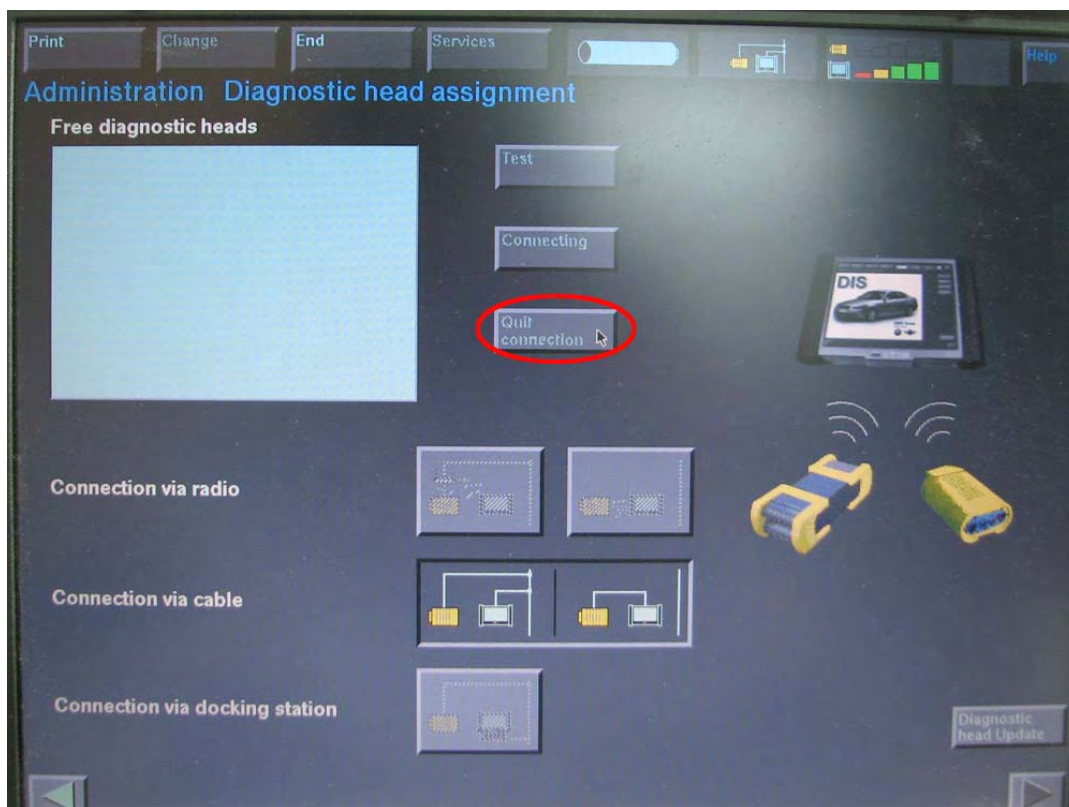 Print
Change
End
Services
Help
Administration Diagnostic head assignment
Free diagnostic heads
Test
Connecting
Quit
connection
DIS
Connection via radio
Connection via cable
Connection via docking station
Diagnostic
head Update